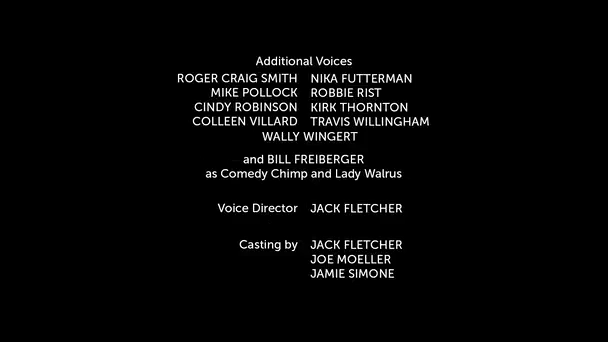 Additional Voices
ROGER CRAIG SMITH NIKA FUTTERMAN
MIKE POLLOCK ROBBIE RIST
CINDY ROBINSON KIRK THORNTON
COLLEEN VILLARD TRAVIS WILLINGHAM
WALLY WINGERT
and BILL FREIBERGER
as Comedy Chimp and Lady Walrus
Voice Director JACK FLETCHER
Casting by JACK FLETCHER
JOE MOELLER
JAMIE SIMONE